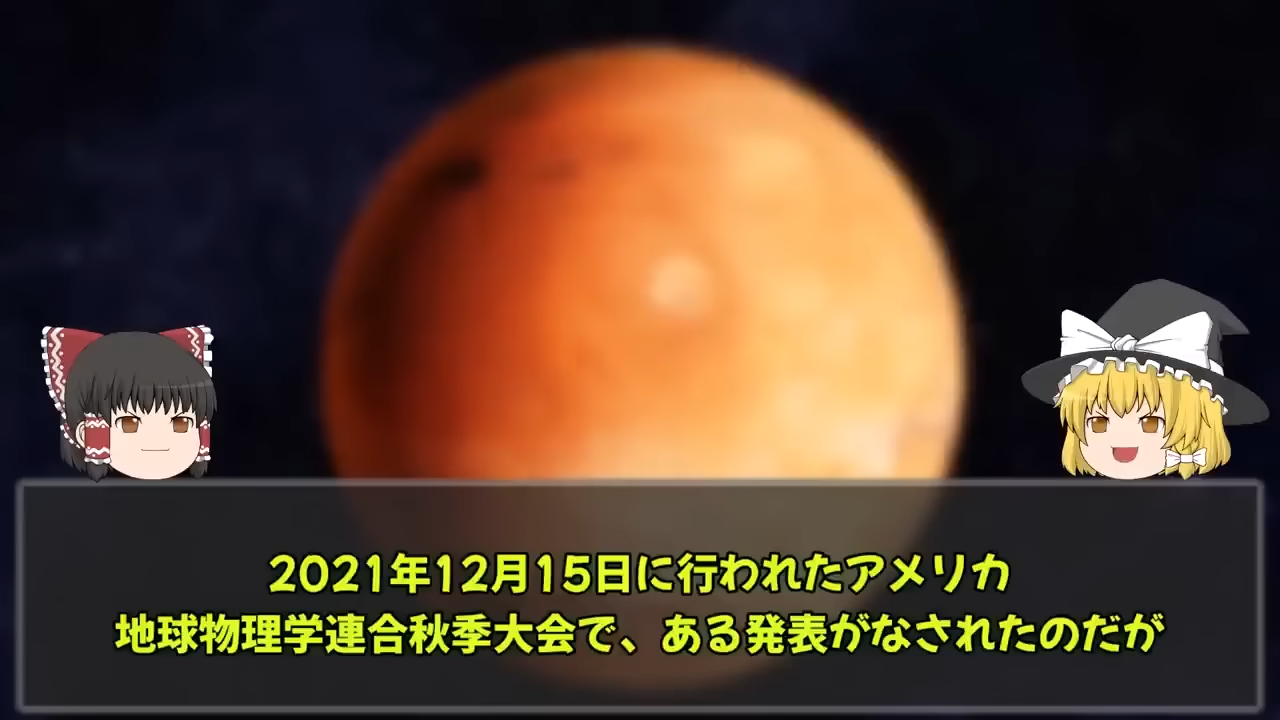 2021年12月15日に行われたアメリカ
地球物理学連合秋季大会で、ある発表がなされたのだが